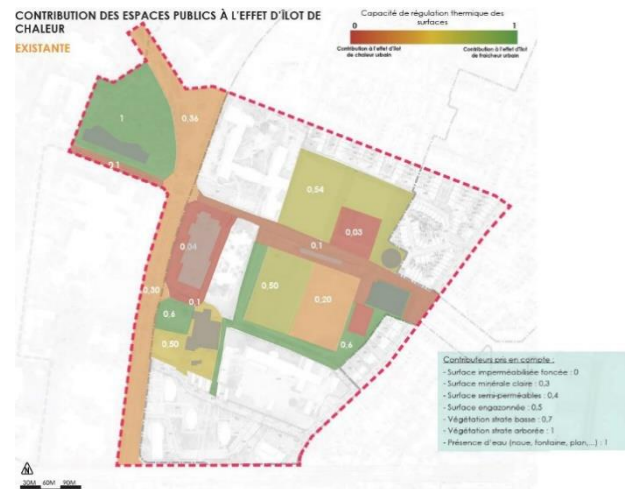 CONTRIBUTION DES ESPACES PUBLICS À L'EFFET D'ÎLOT DE
CHALEUR
EXISTANTE
Capacité de régulation thermique des
surfaces
0
1
Contribution à l'effet d'îlot
de chaleur urbain
Contribution à l'effet d'îlot
de fraîcheur urbain
1
0,36
0,1
0,54
0,03
0,04
0,1
0,50
0,20
0,30
0,1
0,6
0,50
0,6
Contributeurs pris en compte :
- Surface imperméabilisée foncée : 0
- Surface minérale claire : 0,3
- Surface semi-perméables : 0,4
- Surface engazonnée : 0,5
- Végétation strate basse : 0,7
- Végétation strate arborée : 1
- Présence d'eau (noue, fontaine, plan,...) : 1
30M 60M 90M